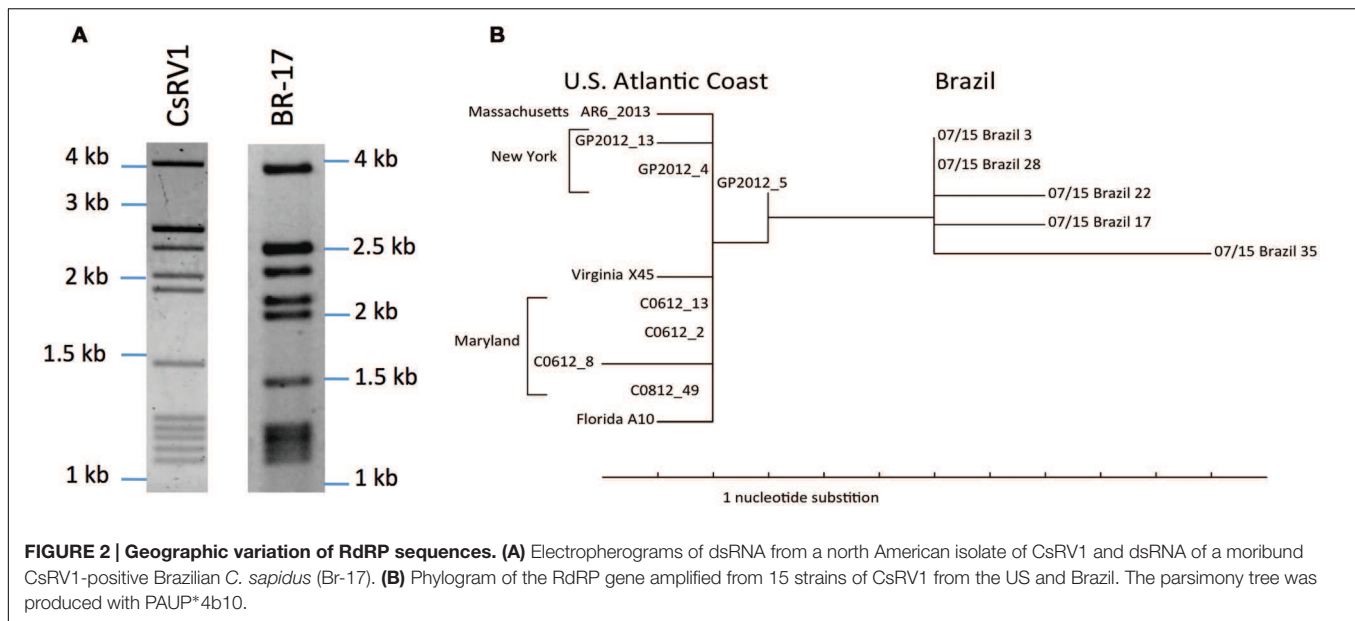 A
CsRV1
BR-17
4 kb
3 kb
2 kb
1.5 kb
1 kb
4 kb
2.5 kb
2 kb
1.5 kb
1 kb
B
U.S. Atlantic Coast
Brazil
Massachusetts AR6_2013
New York
GP2012_13
GP2012_4
GP2012_5
Virginia X45
Maryland
C0612_13
C0612_2
C0612_8
C0812_49
Florida A10
07/15 Brazil 3
07/15 Brazil 28
07/15 Brazil 22
07/15 Brazil 17
07/15 Brazil 35
1 nucleotide substition
FIGURE 2 | Geographic variation of RdRP sequences. (A) Electropherograms of dsRNA from a north American isolate of CsRV1 and dsRNA of a moribund
CsRV1-positive Brazilian C. sapidus (Br-17). (B) Phylogram of the RdRP gene amplified from 15 strains of CsRV1 from the US and Brazil. The parsimony tree was
produced with PAUP*4b10.